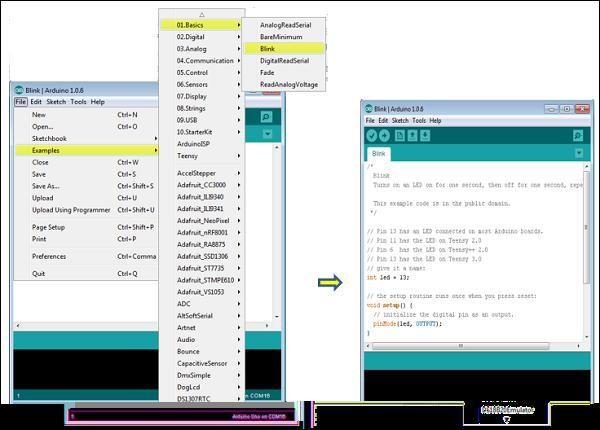 01.Basics
02.Digital
03.Analog
04.Communication
05.Control
06.Sensors
07.Display
08.Strings
09.USB
10.StarterKit
ArduinoISP
Teensy
AccelStepper
Adafruit_CC3000
Adafruit_ILI9340
Adafruit_ILI9341
Adafruit_NeoPixel
Adafruit_nRF8001
Adafruit_RA8875
Adafruit_SSD1306
Adafruit_ST7735
Adafruit_STMPE610
Adafruit_VS1053
ADC
AltSoftSerial
Artnet
Audio
Bounce
CapacitiveSensor
DmxSimple
DogLcd
DS1307RTC
AnalogReadSerial
BareMinimum
Blink
DigitalReadSerial
Fade
ReadAnalogVoltage
Blink | Arduino 1.0.6
File Edit Sketch Tools Help
New Ctrl+N
Open... Ctrl+O
Sketchbook
Examples
Close Ctrl+W
Save Ctrl+S
Save As... Ctrl+Shift+S
Upload Ctrl+U
Upload Using Programmer Ctrl+Shift+U
Page Setup Ctrl+Shift+P
Print Ctrl+P
Preferences Ctrl+Comma
Quit Ctrl+Q
1
on COM16
1 Arduino Uno on COM16
Blink | Arduino 1.0.6
File Edit Sketch Tools Help
Blink
/*
Blink
Turns on an LED on for one second, then off for one second, repe
This example code is in the public domain.
*/
// Pin 13 has an LED connected on most Arduino boards.
// Pin 11 has the LED on Teensy 2.0
// Pin 6 has the LED on Teensy++ 2.0
// Pin 13 has the LED on Teensy 3.0
// give it a name:
int led = 13;
// the setup routine runs once when you press reset:
void setup() {
// initialize the digital pin as an output.
pinMode(led, OUTPUT);
}